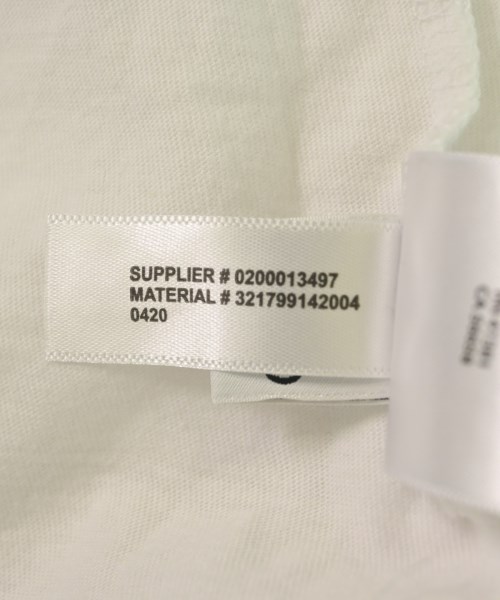 SUPPLIER # 0200013497
MATERIAL # 321799142004
0420